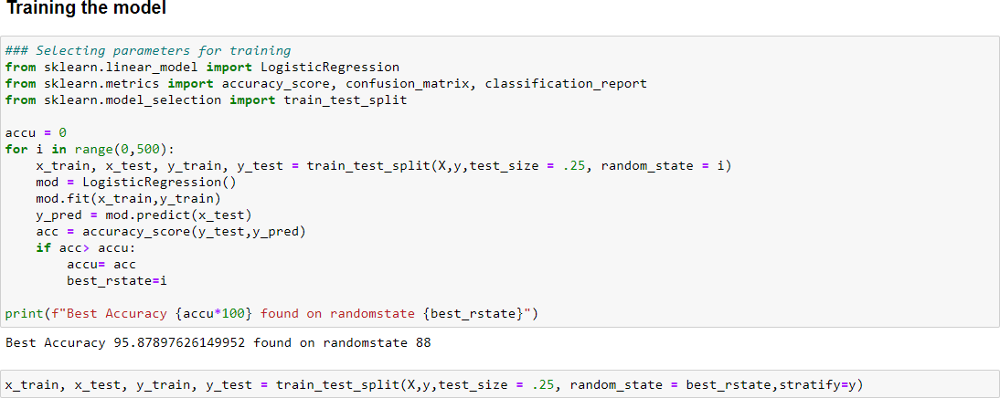 Training the model
### Selecting parameters for training
from sklearn.linear_model import LogisticRegression
from sklearn.metrics import accuracy_score, confusion_matrix, classification_report
from sklearn.model_selection import train_test_split
accu = 0
for i in range(0,500):
    x_train, x_test, y_train, y_test = train_test_split(X,y,test_size = .25, random_state = i)
    mod = LogisticRegression()
    mod.fit(x_train,y_train)
    y_pred = mod.predict(x_test)
    acc = accuracy_score(y_test,y_pred)
    if acc> accu:
        accu= acc
        best_rstate=i
print(f"Best Accuracy {accu*100} found on randomstate {best_rstate}")
Best Accuracy 95.87897626149952 found on randomstate 88
x_train, x_test, y_train, y_test = train_test_split(X,y,test_size = .25, random_state = best_rstate,stratify=y)